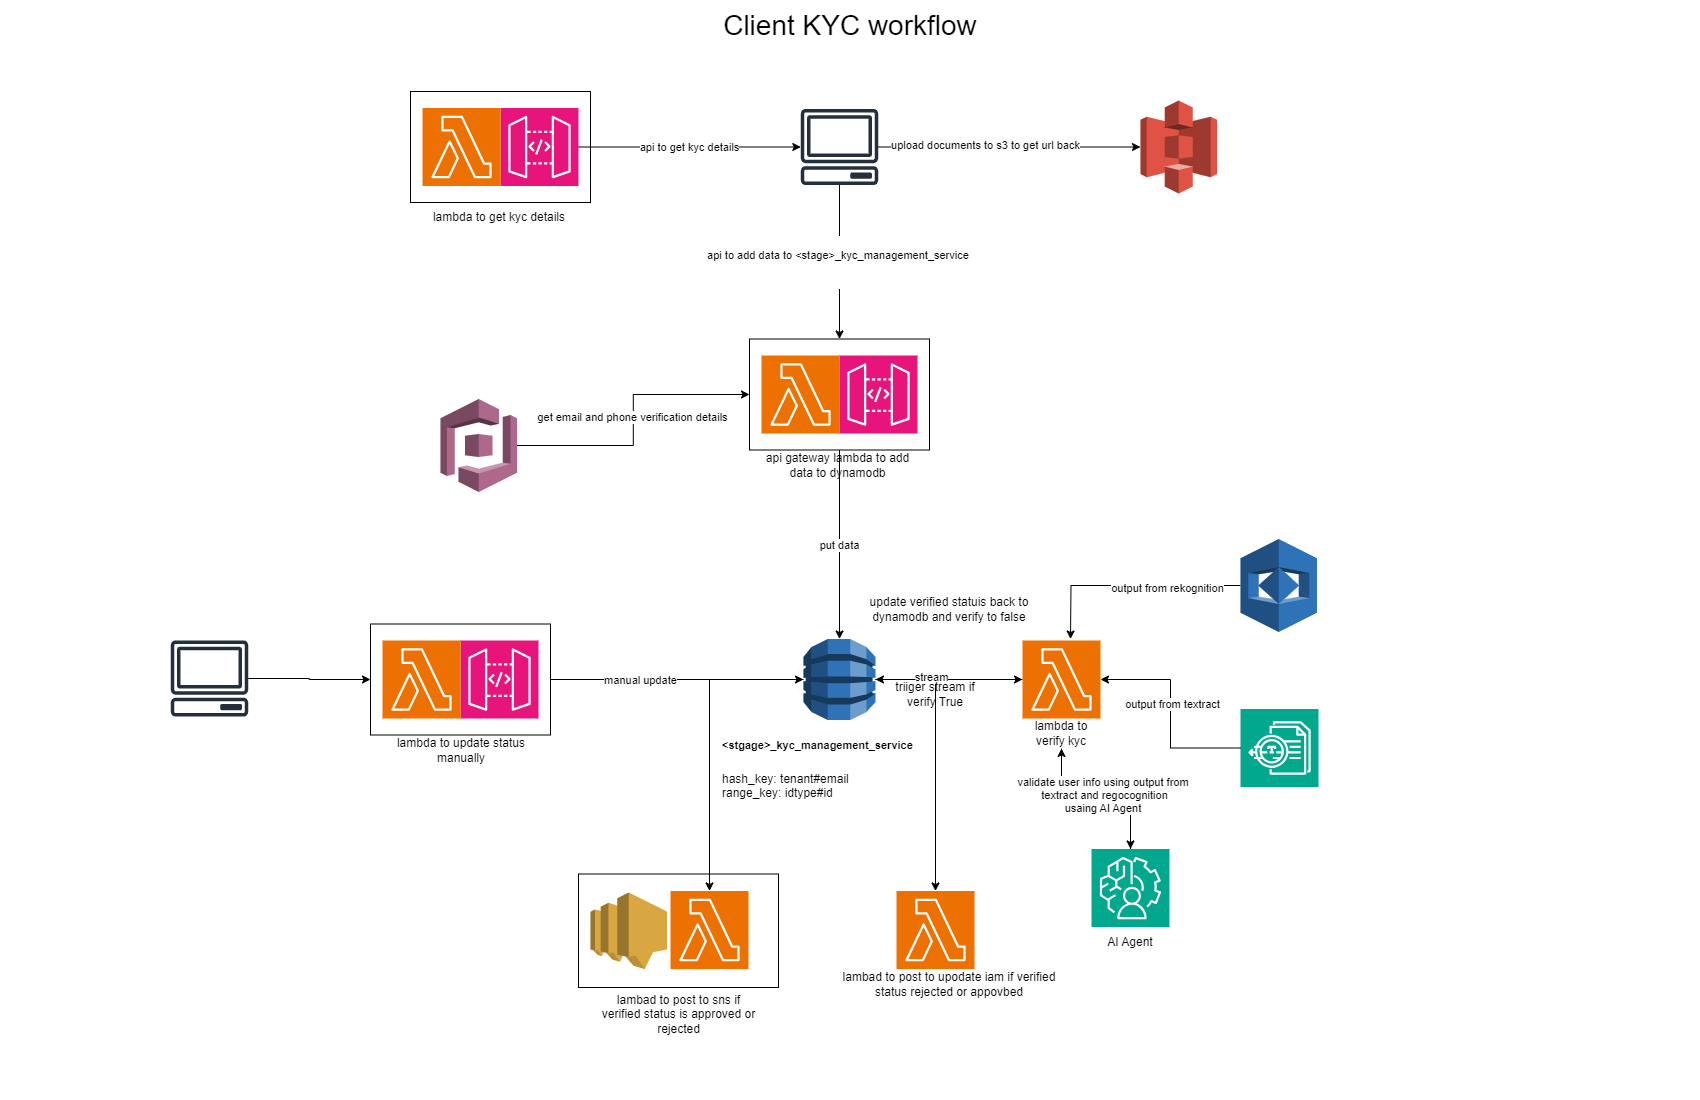 Client KYC workflow
api to get kyc details
upload documents to s3 to get url back
lambda to get kyc details
api to add data to <stage>_kyc_management_service
get email and phone verification details
api gateway lambda to add
data to dynamodb
put data
output from rekognition
update verified statuis back to
dynamodb and verify to false
manual update
stream
triiger stream if
verify True
output from textract
lambda to
verify kyc
lambda to update status
manually
<stgage>_kyc_management_service
hash_key: tenant#email
range_key: idtype#id
validate user info using output from
textract and regocognition
usaing AI Agent
AI Agent
lambad to post to upodate iam if verified
status rejected or appovbed
lambad to post to sns if
verified status is approved or
rejected